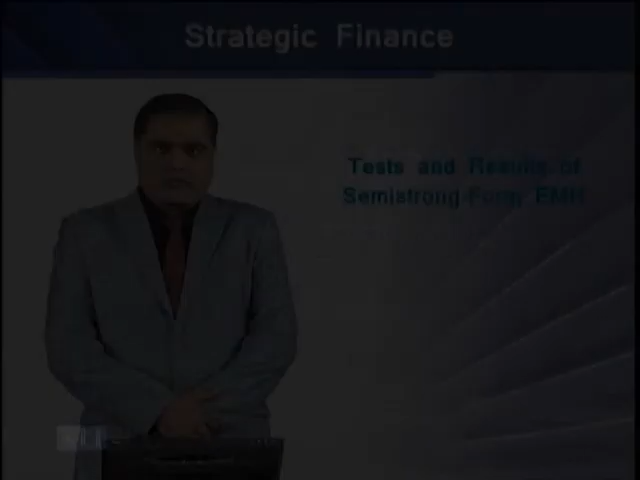 Strategic Finance
Tests and Results of
Semistrong-Form EMH